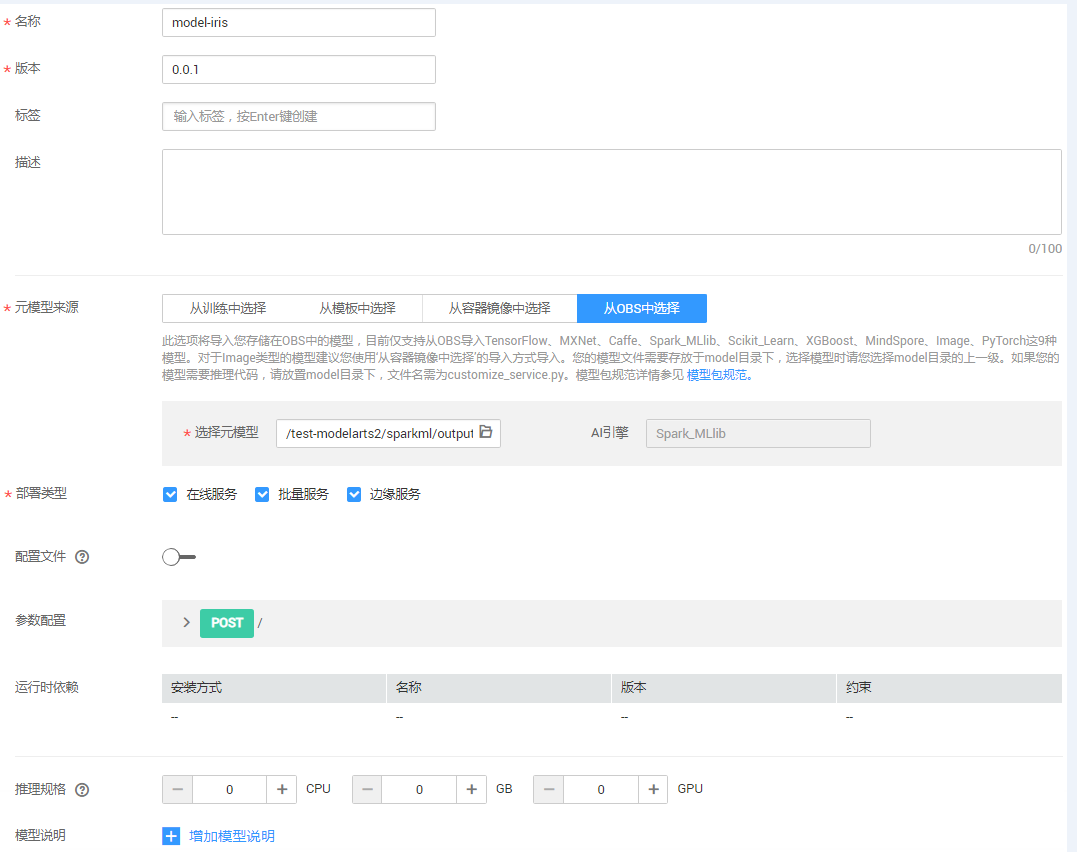 * 名称 model-iris
* 版本 0.0.1
标签 输入标签，按Enter键创建
描述
0/100
* 元模型来源 从训练中选择 从模板中选择 从容器镜像中选择 从OBS中选择
此选项将导入您存储在OBS中的模型，目前仅支持从OBS导入TensorFlow、MXNet、Caffe、Spark_MLlib、Scikit_Learn、XGBoost、MindSpore、Image、PyTorch这9种
模型。对于Image类型的模型建议您使用'从容器镜像中选择'的导入方式导入。您的模型文件需要存放于model目录下，选择模型时请您选择model目录的上一级。如果您的
模型需要推理代码，请放置model目录下，文件名需为customize_service.py。模型包规范详情参见 模型包规范。
* 选择元模型 /test-modelarts2/sparkml/output AI引擎 Spark_MLlib
* 部署类型 在线服务 批量服务 边缘服务
配置文件 ?
参数配置 POST /
运行时依赖 安装方式 名称 版本 约束
-- -- -- --
推理规格 ? − 0 + CPU − 0 + GB − 0 + GPU
模型说明 + 增加模型说明